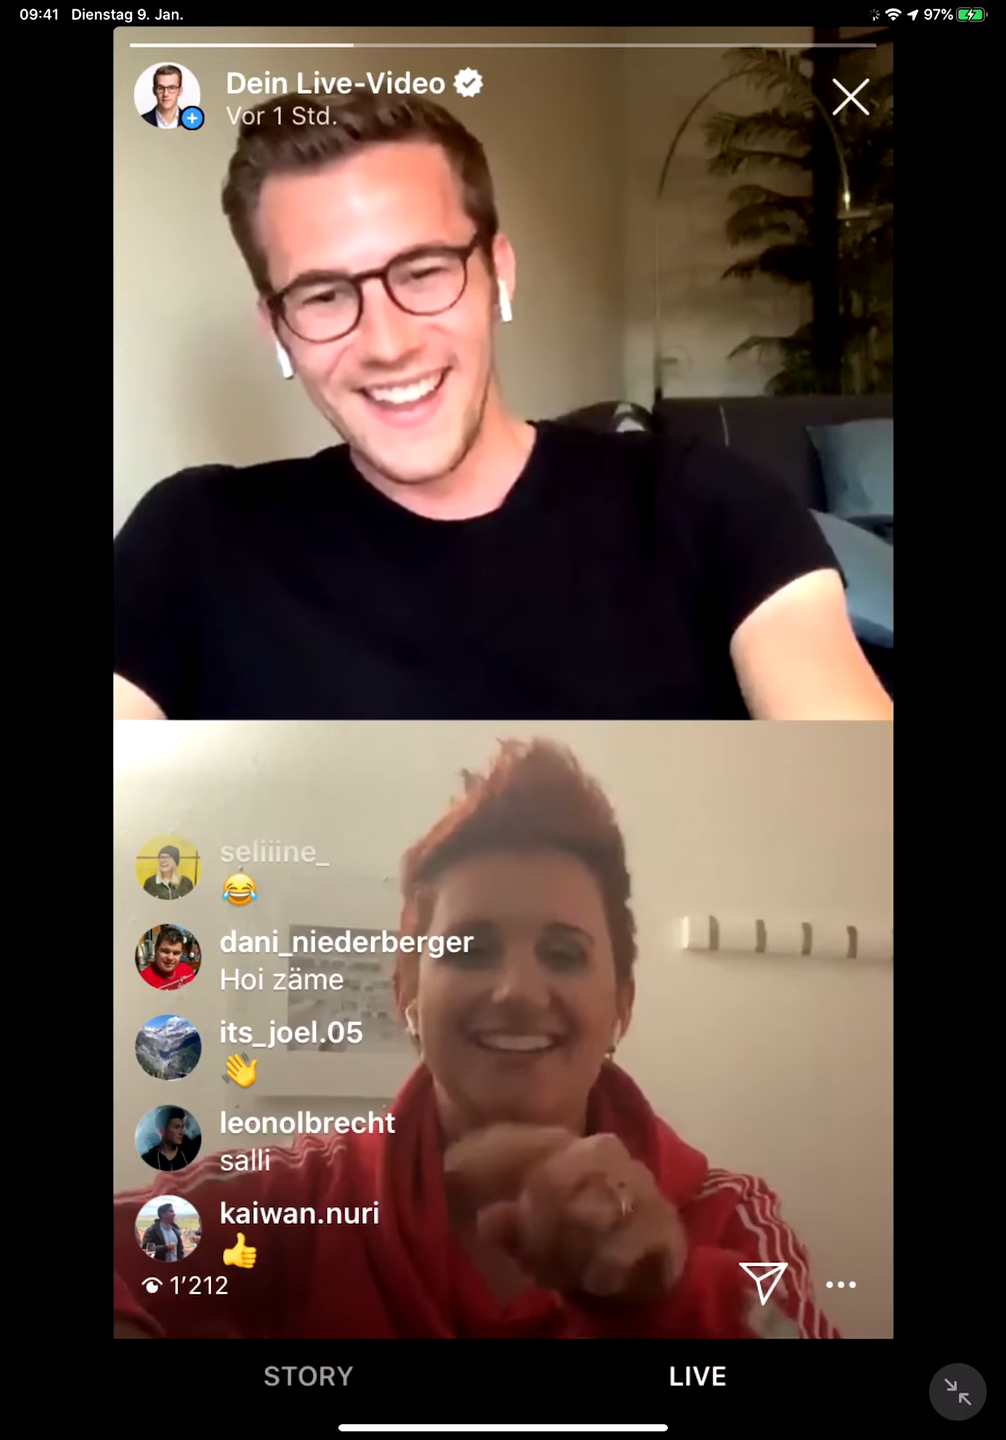 09:41 Dienstag 9. Jan.
97%
Dein Live-Video
Vor 1 Std.
seliiine_
😂
dani_niederberger
Hoi zäme
its_joel.05
👋
leonolbrecht
salli
kaiwan.nuri
👍
1’212
STORY
LIVE